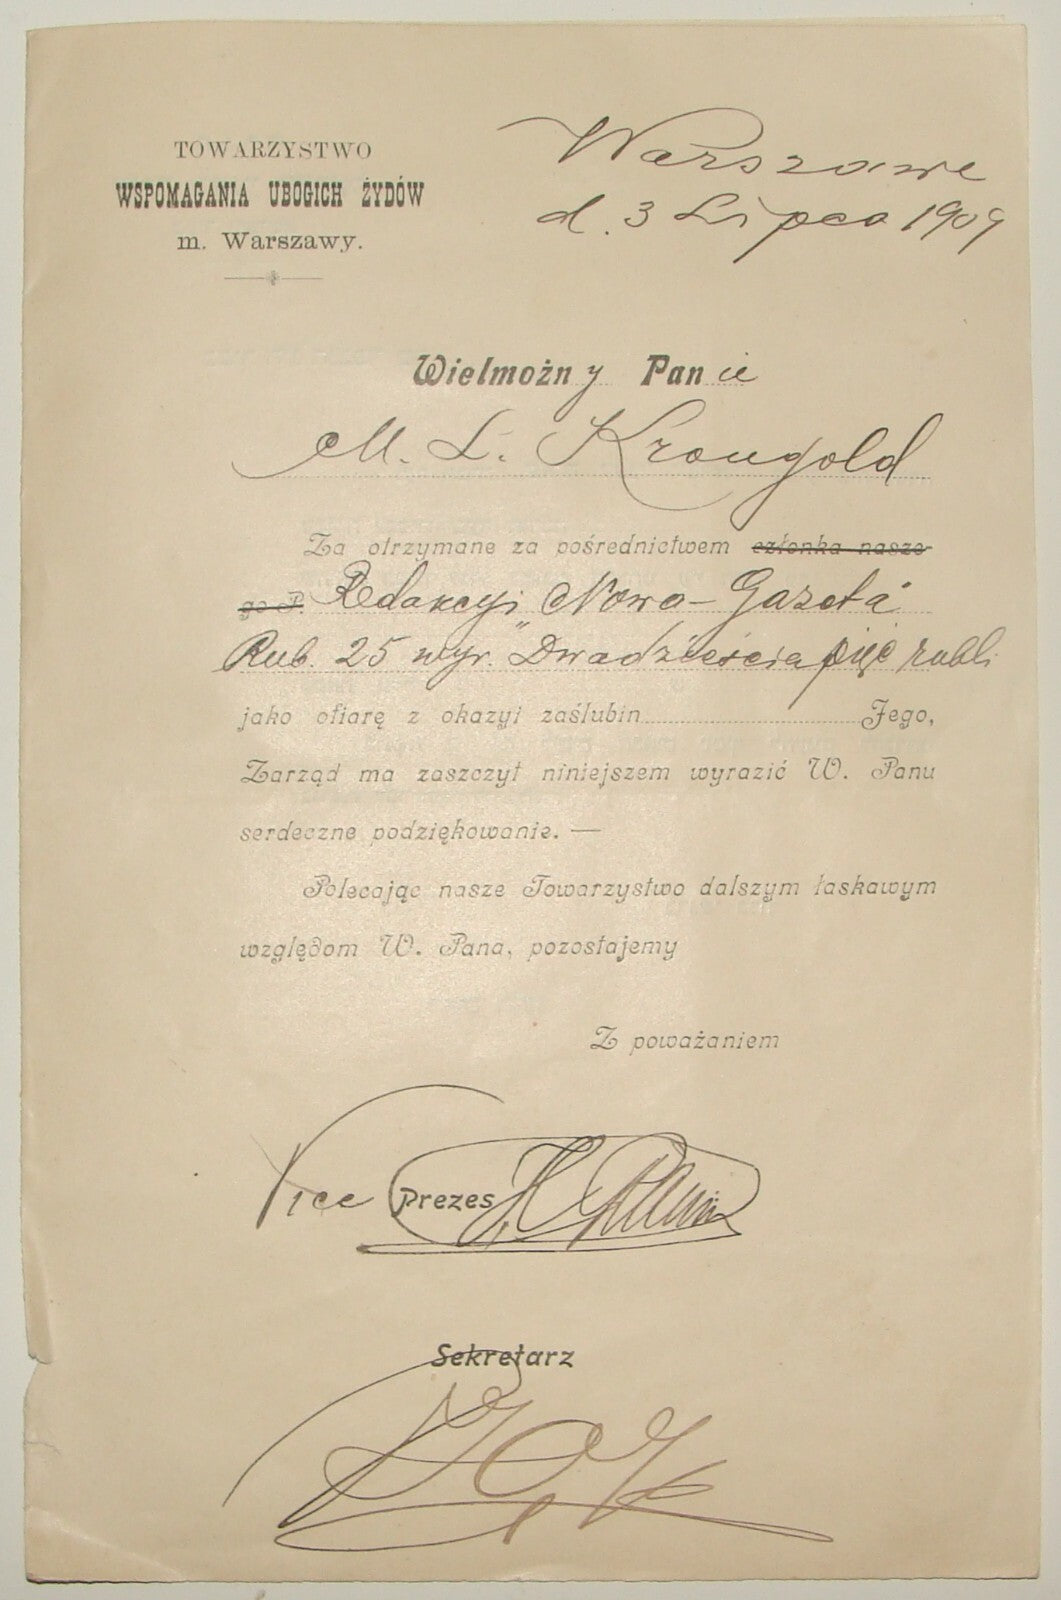 TOWARZYSTWO
WSPOMAGANIA UBOGICH ŻYDÓW
m. Warszawy.
Warszawa
d. 3 Lipca 1909
Wielmożny Panie
M. L. Krongold
Za otrzymane za pośrednictwem członka nasze-
go P. Redakcyi „Nowa-Gazeta"
Rub. 25 wyr. Dwadzieścia pięć rubli
jako ofiarę z okazyi zaślubin Jego,
Zarząd ma zaszczyt niniejszem wyrazić W. Panu
serdeczne podziękowanie. —
Polecając nasze Towarzystwo dalszym łaskawym
względom W. Pana, pozostajemy
Z poważaniem
Vice Prezes
Sekretarz